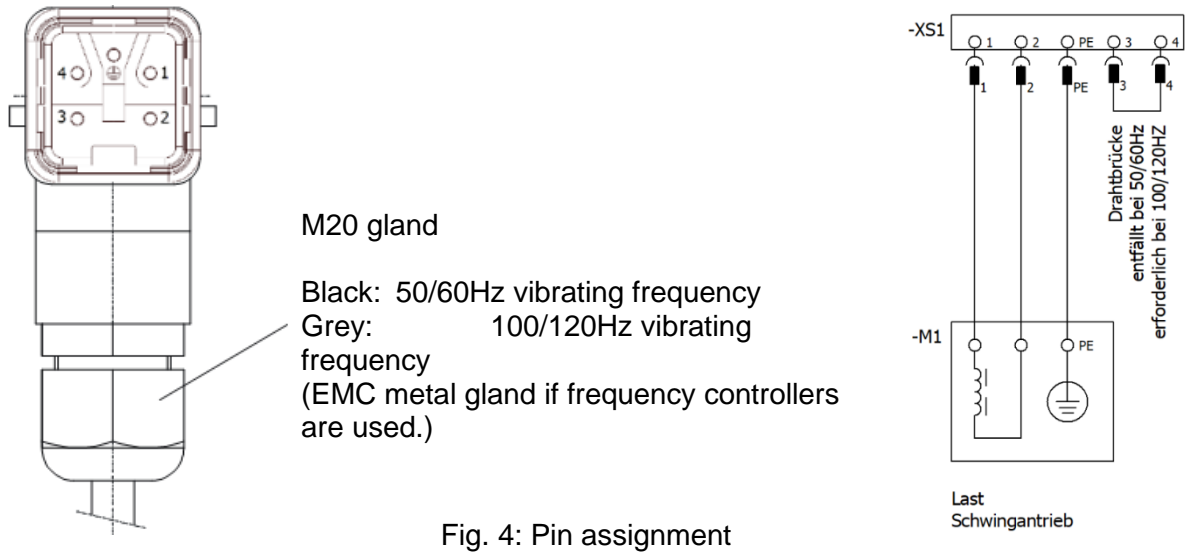 4
1
3
2
M20 gland
Black: 50/60Hz vibrating frequency
Grey: 100/120Hz vibrating
frequency
(EMC metal gland if frequency controllers
are used.)
-XS1
1 2 PE 3 4
1 2 PE 3 4
Drahtbrücke
entfällt bei 50/60Hz
erforderlich bei 100/120HZ
-M1
PE
Last
Schwingantrieb
Fig. 4: Pin assignment